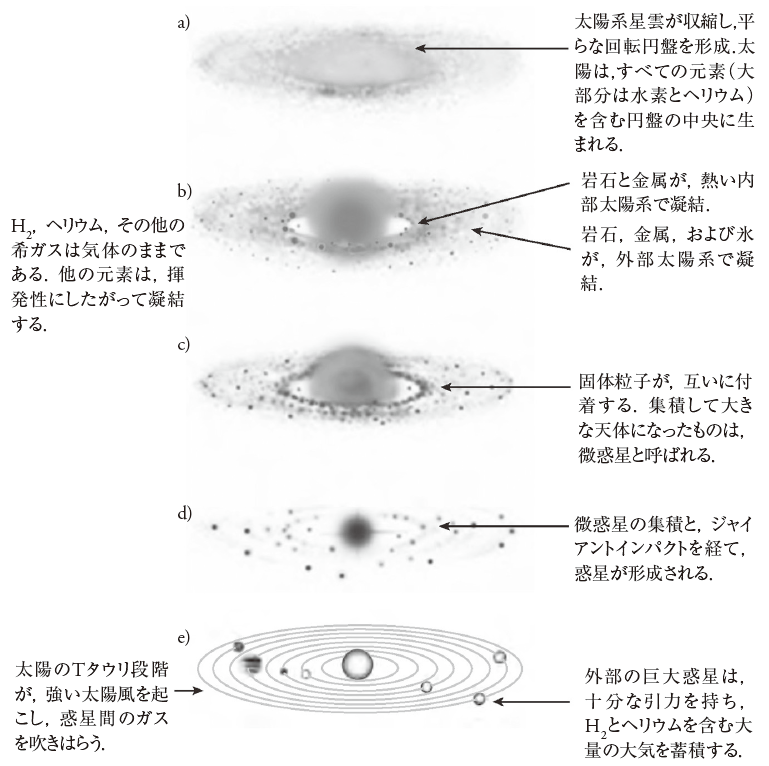 a)
太陽系星雲が収縮し,平
らな回転円盤を形成.太
陽は,すべての元素(大
部分は水素とヘリウム)
を含む円盤の中央に生
まれる.
b)
岩石と金属が, 熱い内
部太陽系で凝結.
岩石, 金属, および氷
が, 外部太陽系で凝
結.
H₂, ヘリウム, その他の
希ガスは気体のままで
ある. 他の元素は, 揮
発性にしたがって凝結
する.
c)
固体粒子が, 互いに付
着する. 集積して大き
な天体になったものは,
微惑星と呼ばれる.
d)
微惑星の集積と, ジャイ
アントインパクトを経て,
惑星が形成される.
e)
太陽のTタウリ段階
が, 強い太陽風を起
こし, 惑星間のガス
を吹きはらう.
外部の巨大惑星は,
十分な引力を持ち,
H₂とヘリウムを含む大
量の大気を蓄積する.